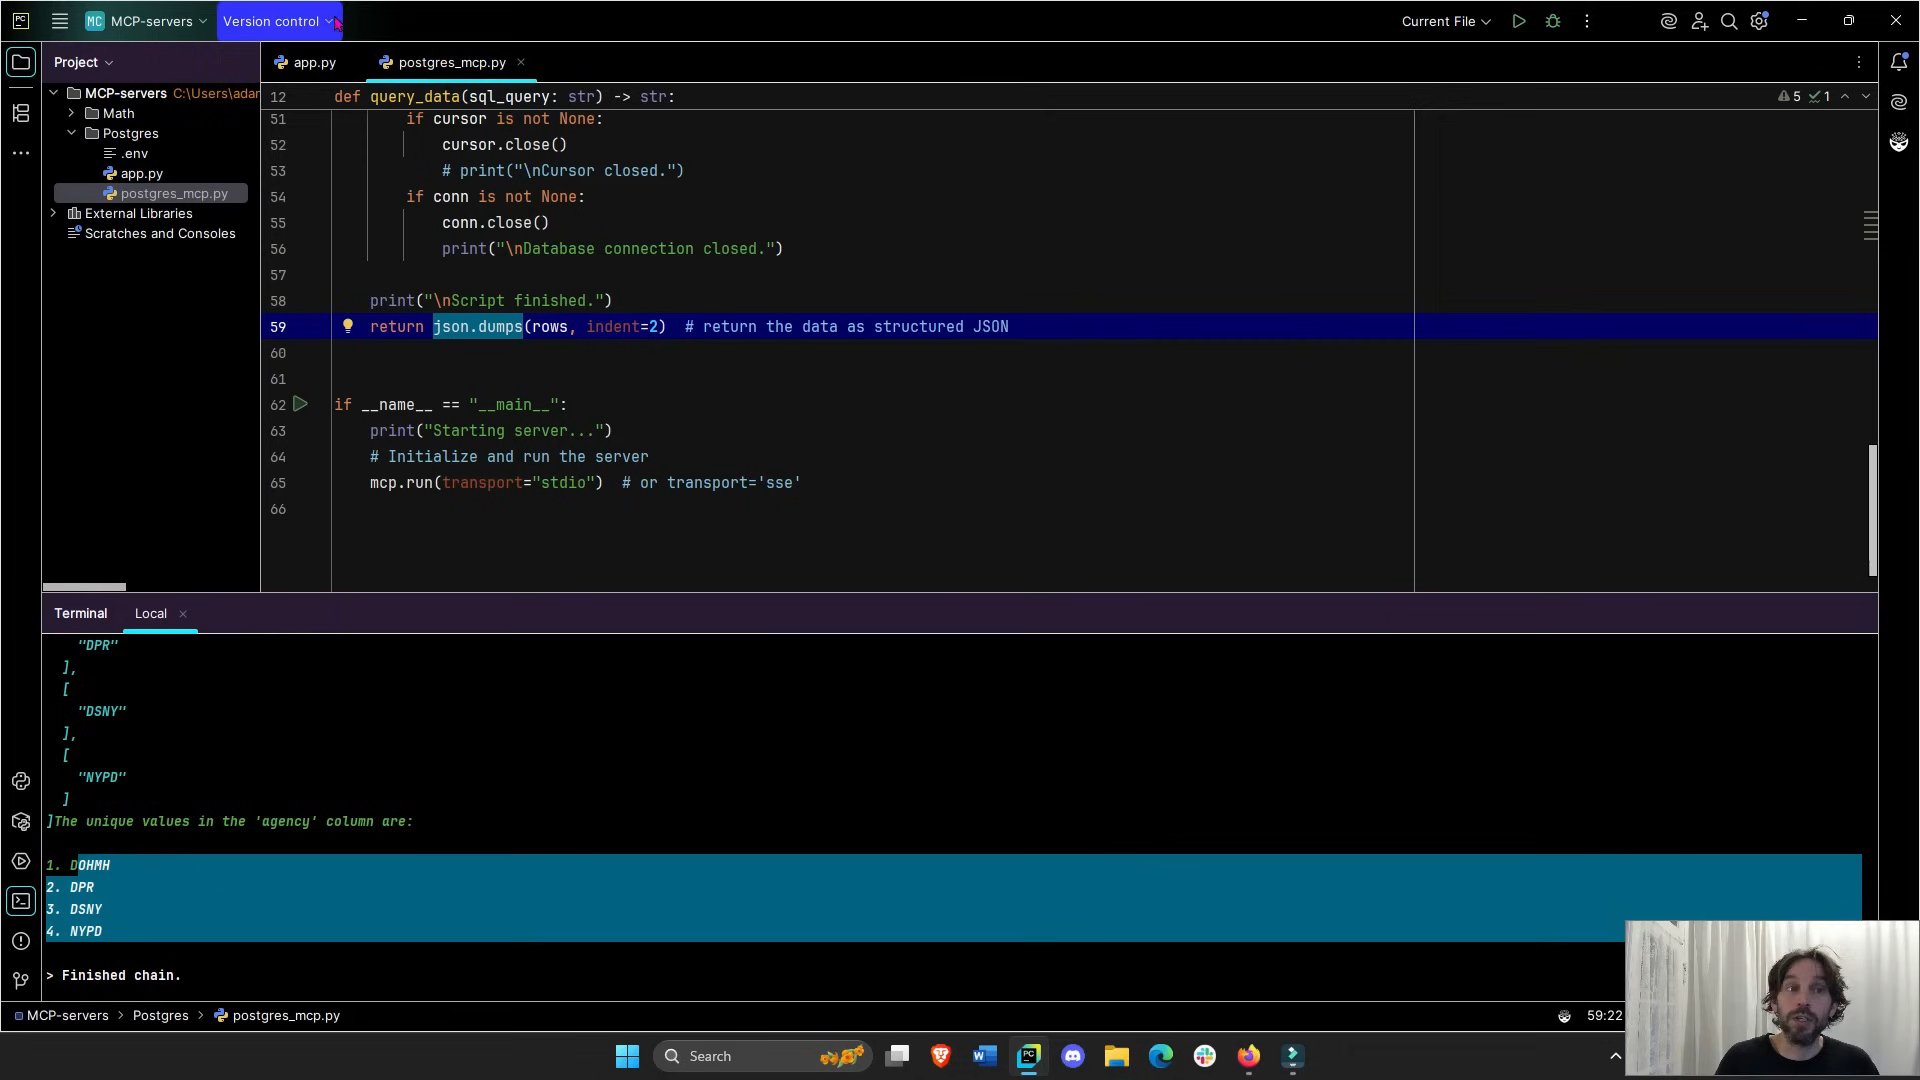 PC
MC MCP-servers
Version control
Current File
Project
app.py
postgres_mcp.py
MCP-servers C:\Users\adar
Math
Postgres
.env
app.py
postgres_mcp.py
External Libraries
Scratches and Consoles
5 1
12 def query_data(sql_query: str) -> str:
51 if cursor is not None:
52 cursor.close()
53 # print("\nCursor closed.")
54 if conn is not None:
55 conn.close()
56 print("\nDatabase connection closed.")
57
58 print("\nScript finished.")
59 return json.dumps(rows, indent=2)  # return the data as structured JSON
60
61
62 if __name__ == "__main__":
63 print("Starting server...")
64 # Initialize and run the server
65 mcp.run(transport="stdio")  # or transport='sse'
66
Terminal Local
"DPR"
],
[
"DSNY"
],
[
"NYPD"
]
]The unique values in the 'agency' column are:
1. DOHMH
2. DPR
3. DSNY
4. NYPD
> Finished chain.
MCP-servers > Postgres > postgres_mcp.py
59:22
Search
PC